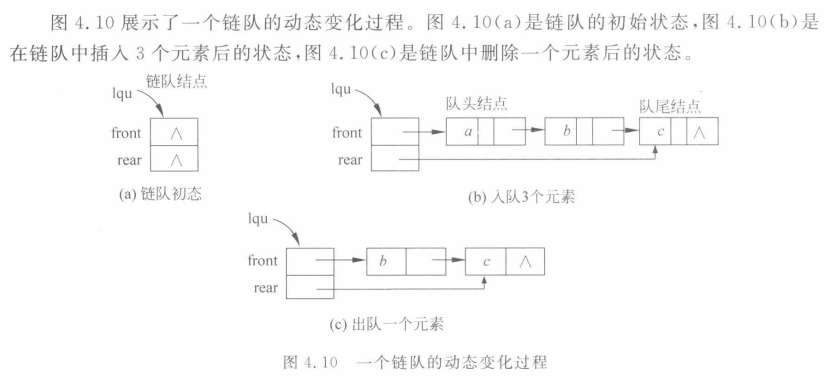 图 4.10 展示了一个链队的动态变化过程。图 4.10(a)是链队的初始状态,图 4.10(b)是
在链队中插入 3 个元素后的状态,图 4.10(c)是链队中删除一个元素后的状态。
链队结点
lqu
front ∧
rear ∧
(a) 链队初态
lqu
队头结点
队尾结点
front a b c ∧
rear
(b) 入队3个元素
lqu
front b c ∧
rear
(c) 出队一个元素
图 4.10 一个链队的动态变化过程